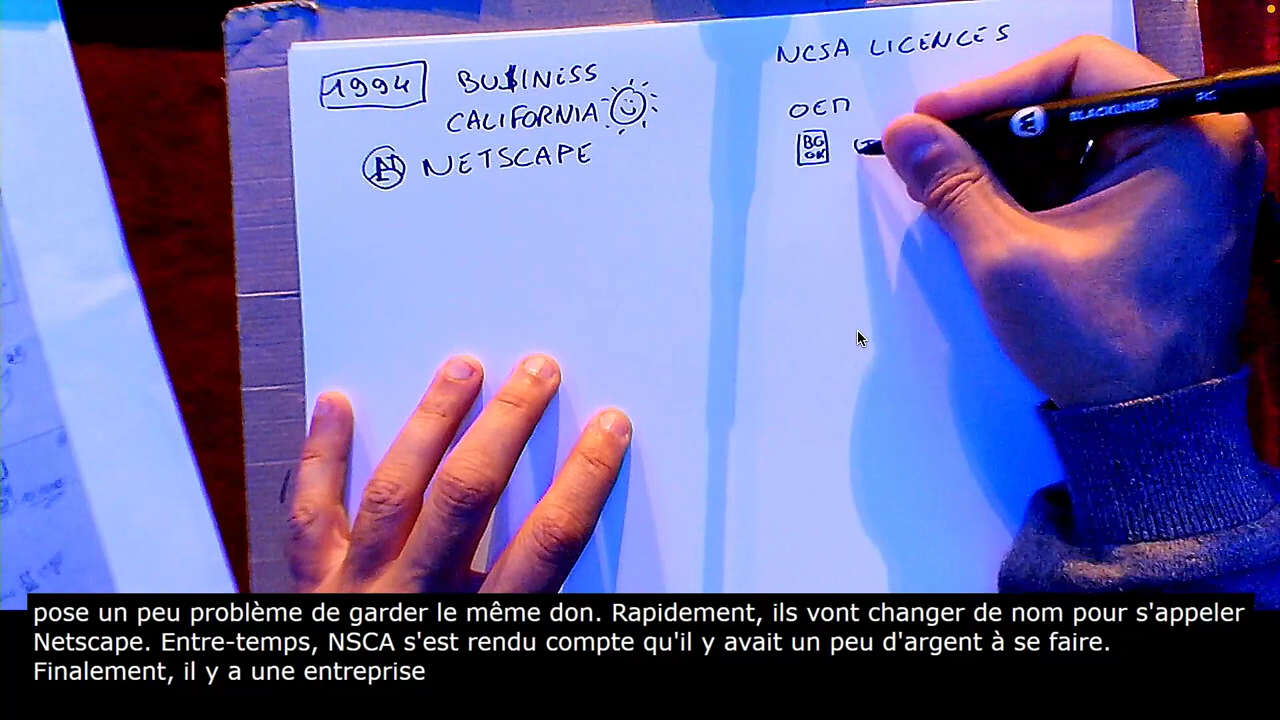 1994 BUSINESS
CALIFORNIA
N NETSCAPE
NCSA LICENCES
OEM
BG
OK
BLACKLINER
pose un peu problème de garder le même don. Rapidement, ils vont changer de nom pour s'appeler
Netscape. Entre-temps, NSCA s'est rendu compte qu'il y avait un peu d'argent à se faire.
Finalement, il y a une entreprise